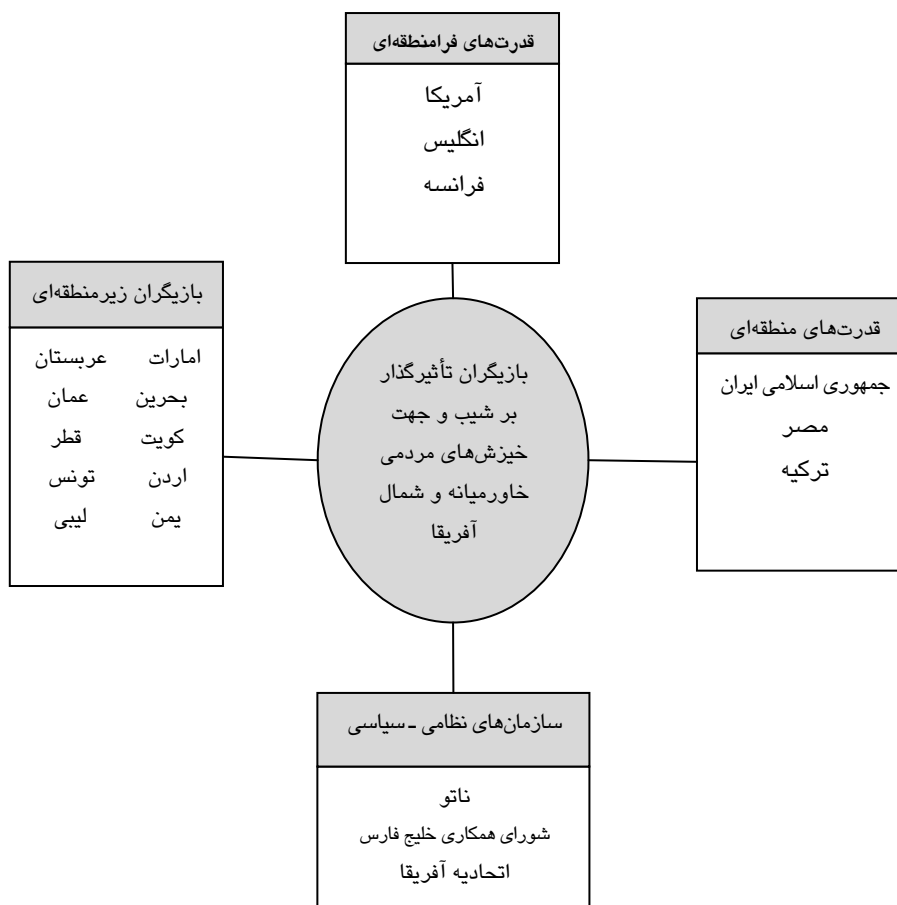 قدرت‌های فرامنطقه‌ای
آمریکا
انگلیس
فرانسه
قدرت‌های منطقه‌ای
جمهوری اسلامی ایران
مصر
ترکیه
بازیگران تأثیرگذار
بر شیب و جهت
خیزش‌های مردمی
خاورمیانه و شمال
آفریقا
بازیگران زیرمنطقه‌ای
امارات عربستان
بحرین عمان
کویت قطر
اردن تونس
یمن لیبی
سازمان‌های نظامی ـ سیاسی
ناتو
شورای همکاری خلیج فارس
اتحادیه آفریقا